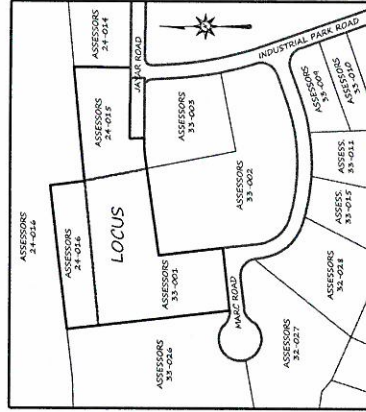 ASSESSORS
24-016
ASSESSORS
24-014
ASSESSORS
24-015
JAYAR ROAD
ASSESSORS
24-016
LOCUS
ASSESSORS
33-003
INDUSTRIAL PARK ROAD
ASSESSORS
33-009
ASSESSORS
33-010
ASSESSORS
33-002
ASSESSORS
33-001
ASSESS.
33-011
ASSESS.
33-015
ASSESSORS
33-026
MARC ROAD
ASSESSORS
32-028
ASSESSORS
32-027